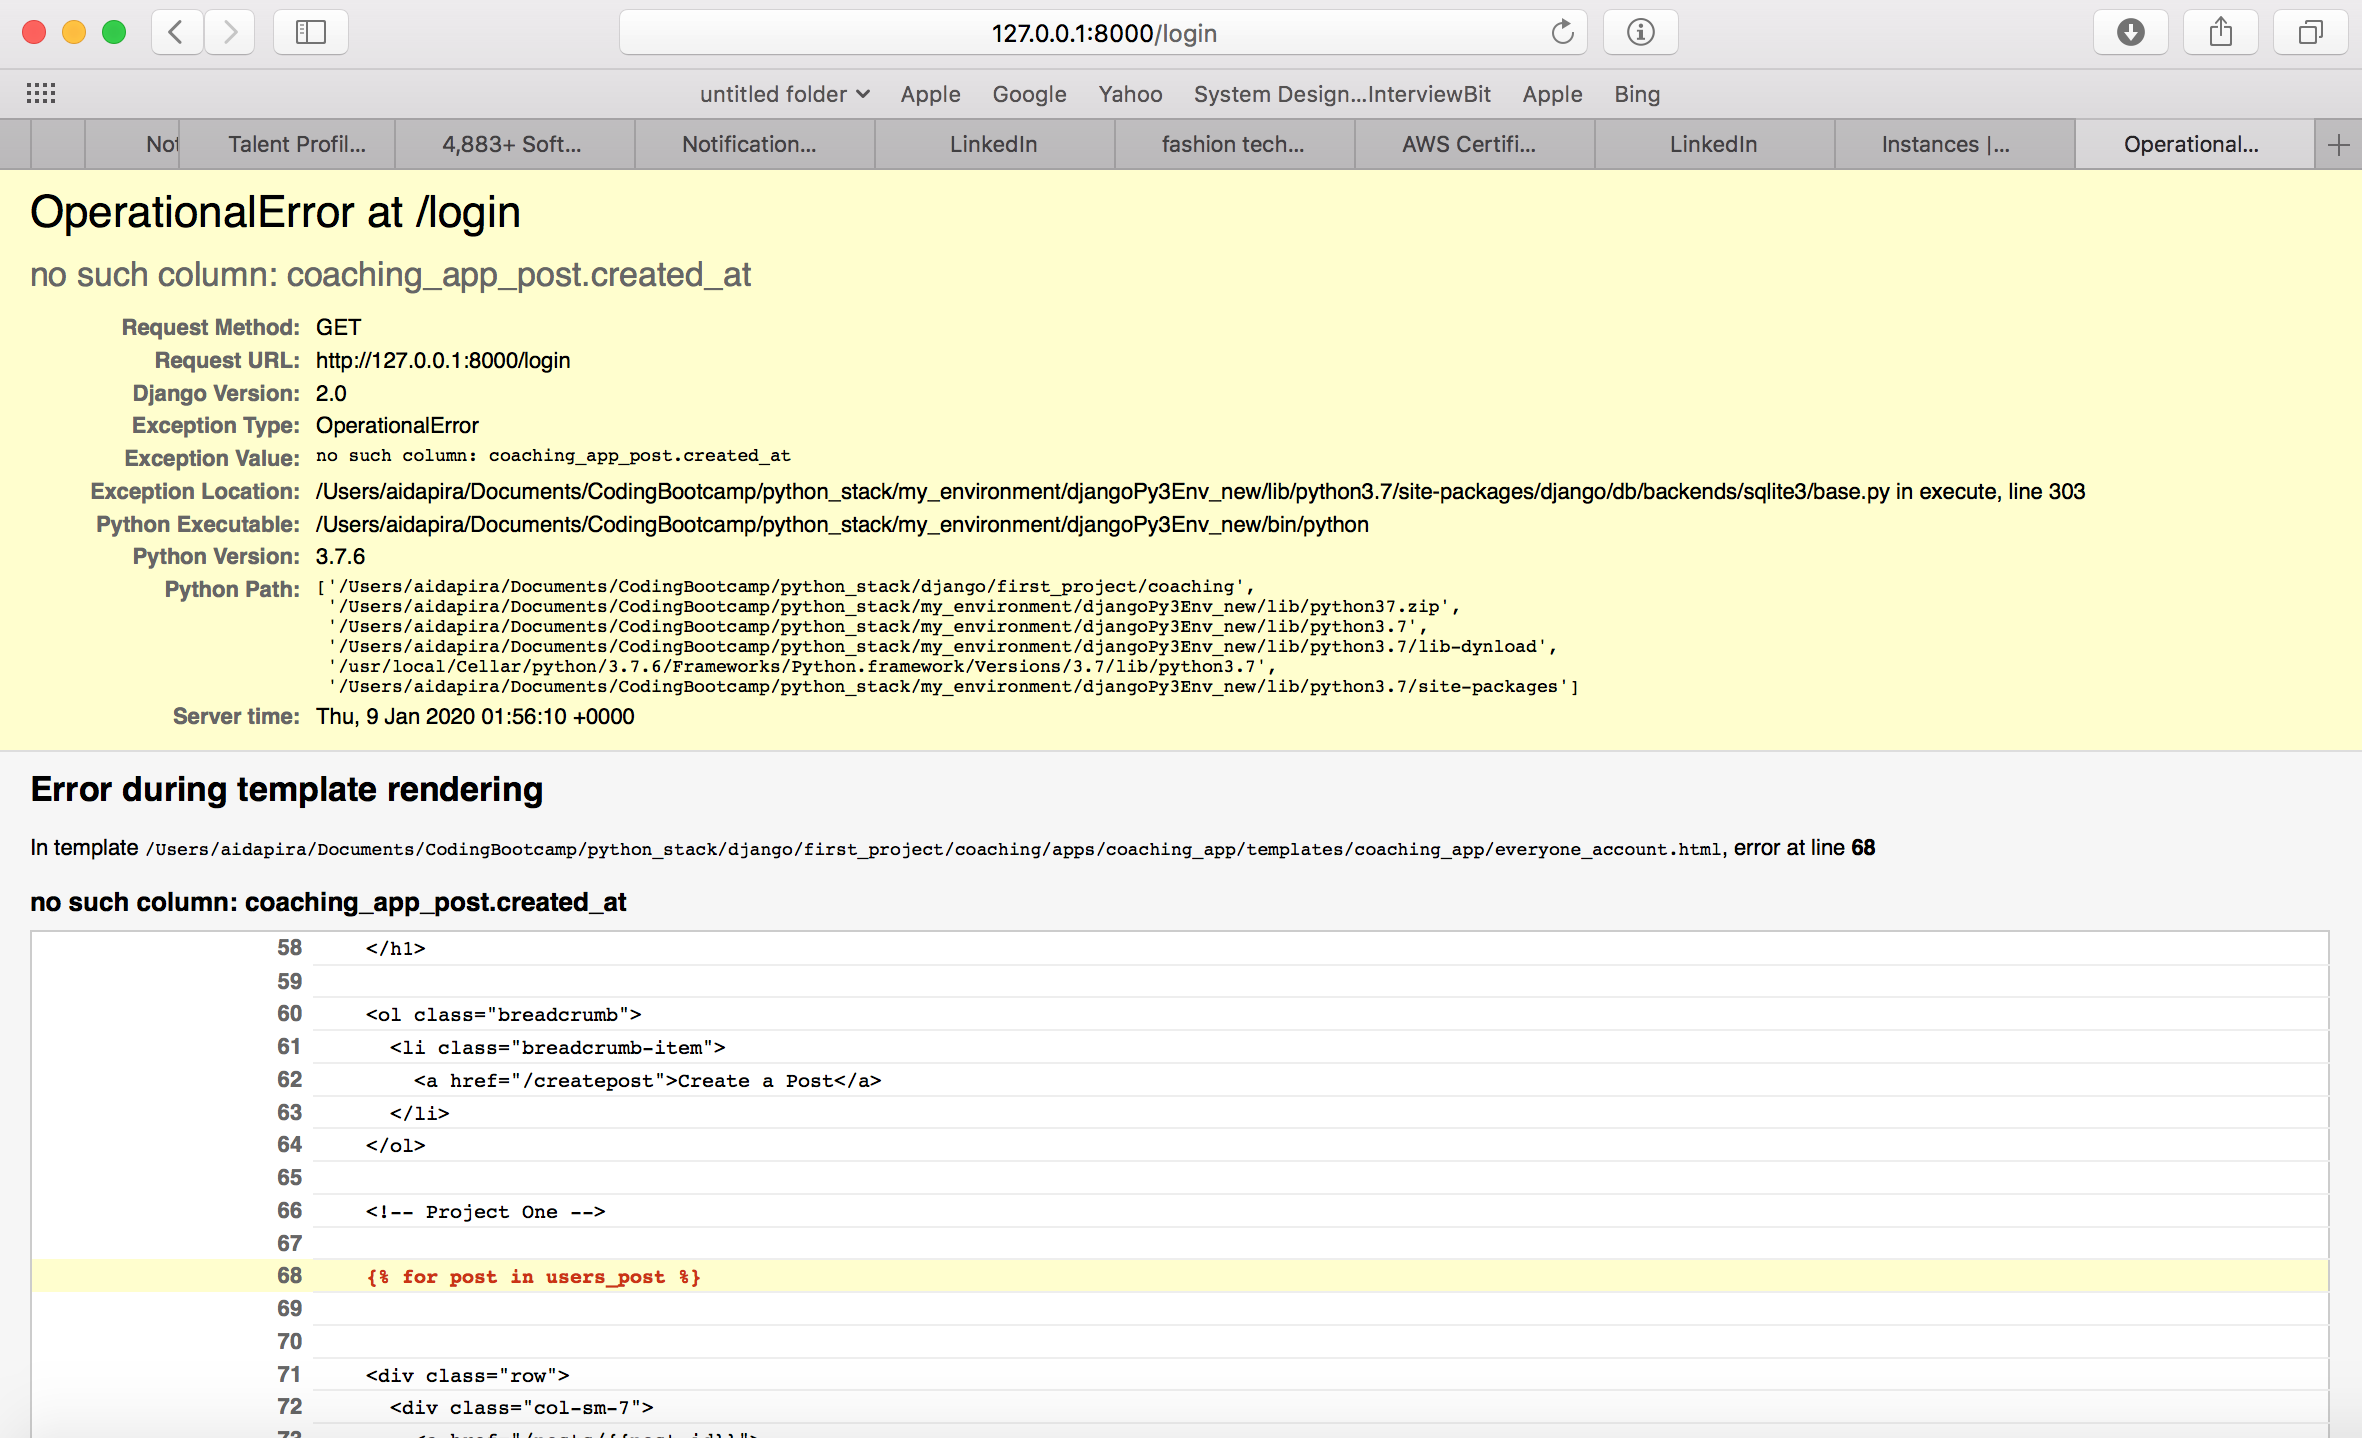 127.0.0.1:8000/login
untitled folder Apple Google Yahoo System Design...InterviewBit Apple Bing
Talent Profil... 4,883+ Soft... Notification... LinkedIn fashion tech... AWS Certifi... LinkedIn Instances |... Operational...
OperationalError at /login
no such column: coaching_app_post.created_at
Request Method: GET
Request URL: http://127.0.0.1:8000/login
Django Version: 2.0
Exception Type: OperationalError
Exception Value: no such column: coaching_app_post.created_at
Exception Location: /Users/aidapira/Documents/CodingBootcamp/python_stack/my_environment/djangoPy3Env_new/lib/python3.7/site-packages/django/db/backends/sqlite3/base.py in execute, line 303
Python Executable: /Users/aidapira/Documents/CodingBootcamp/python_stack/my_environment/djangoPy3Env_new/bin/python
Python Version: 3.7.6
Python Path: ['/Users/aidapira/Documents/CodingBootcamp/python_stack/django/first_project/coaching',
'/Users/aidapira/Documents/CodingBootcamp/python_stack/my_environment/djangoPy3Env_new/lib/python37.zip',
'/Users/aidapira/Documents/CodingBootcamp/python_stack/my_environment/djangoPy3Env_new/lib/python3.7',
'/Users/aidapira/Documents/CodingBootcamp/python_stack/my_environment/djangoPy3Env_new/lib/python3.7/lib-dynload',
'/usr/local/Cellar/python/3.7.6/Frameworks/Python.framework/Versions/3.7/lib/python3.7',
'/Users/aidapira/Documents/CodingBootcamp/python_stack/my_environment/djangoPy3Env_new/lib/python3.7/site-packages']
Server time: Thu, 9 Jan 2020 01:56:10 +0000
Error during template rendering
In template /Users/aidapira/Documents/CodingBootcamp/python_stack/django/first_project/coaching/apps/coaching_app/templates/coaching_app/everyone_account.html, error at line 68
no such column: coaching_app_post.created_at
58 </h1>
59
60 <ol class="breadcrumb">
61 <li class="breadcrumb-item">
62 <a href="/createpost">Create a Post</a>
63 </li>
64 </ol>
65
66 <!-- Project One -->
67
68 {% for post in users_post %}
69
70
71 <div class="row">
72 <div class="col-sm-7">